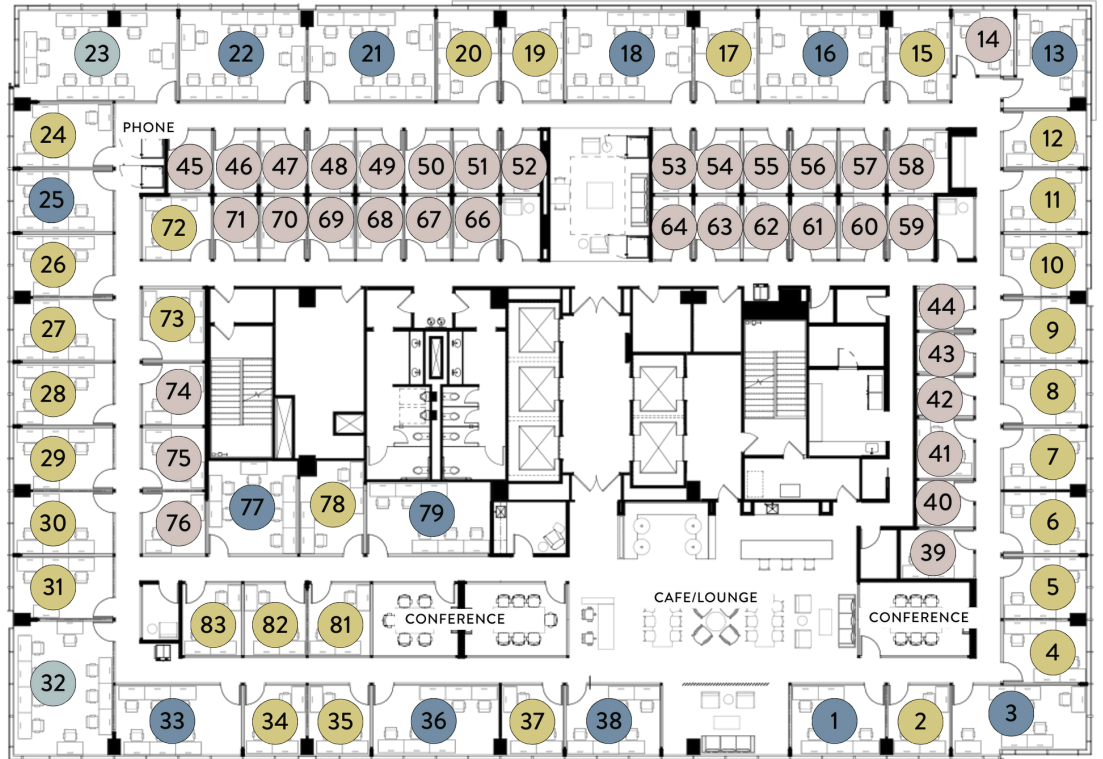 23 22 21 20 19 18 17 16 15 14 13
24 PHONE 12
45 46 47 48 49 50 51 52 53 54 55 56 57 58
25 11
72 71 70 69 68 67 66 64 63 62 61 60 59
26 10
73 44
27 9
43
28 74 42 8
29 75 41 7
30 76 77 78 79 40 6
39
31 5
83 82 81 CONFERENCE CAFE/LOUNGE CONFERENCE
4
32
33 34 35 36 37 38 1 2 3